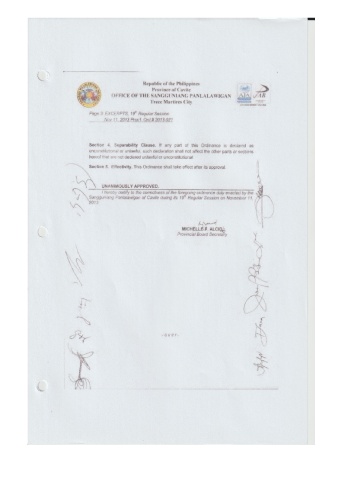 Republic of the Philippines
Province of Cavite
OFFICE OF THE SANGGUNIANG PANLALAWIGAN
Trece Martires City
Page 3, EXCERPTS, 19th Regular Session
Nov. 11, 2013
Section 4. Separability Clause. If any part of this Ordinance is declared as
unconstitutional or unlawful, such declaration shall not affect the other parts or sections
hereof that are not declared unlawful or unconstitutional.
Section 5. Effectivity. This Ordinance shall take effect after its approval.
UNANIMOUSLY APPROVED.
I hereby certify to the correctness of the foregoing ordinance duly enacted by the
Sangguniang Panlalawigan of Cavite during its 19th Regular Session on November 11,
2013.
MICHELLE F. ALCID
Provincial Board Secretary